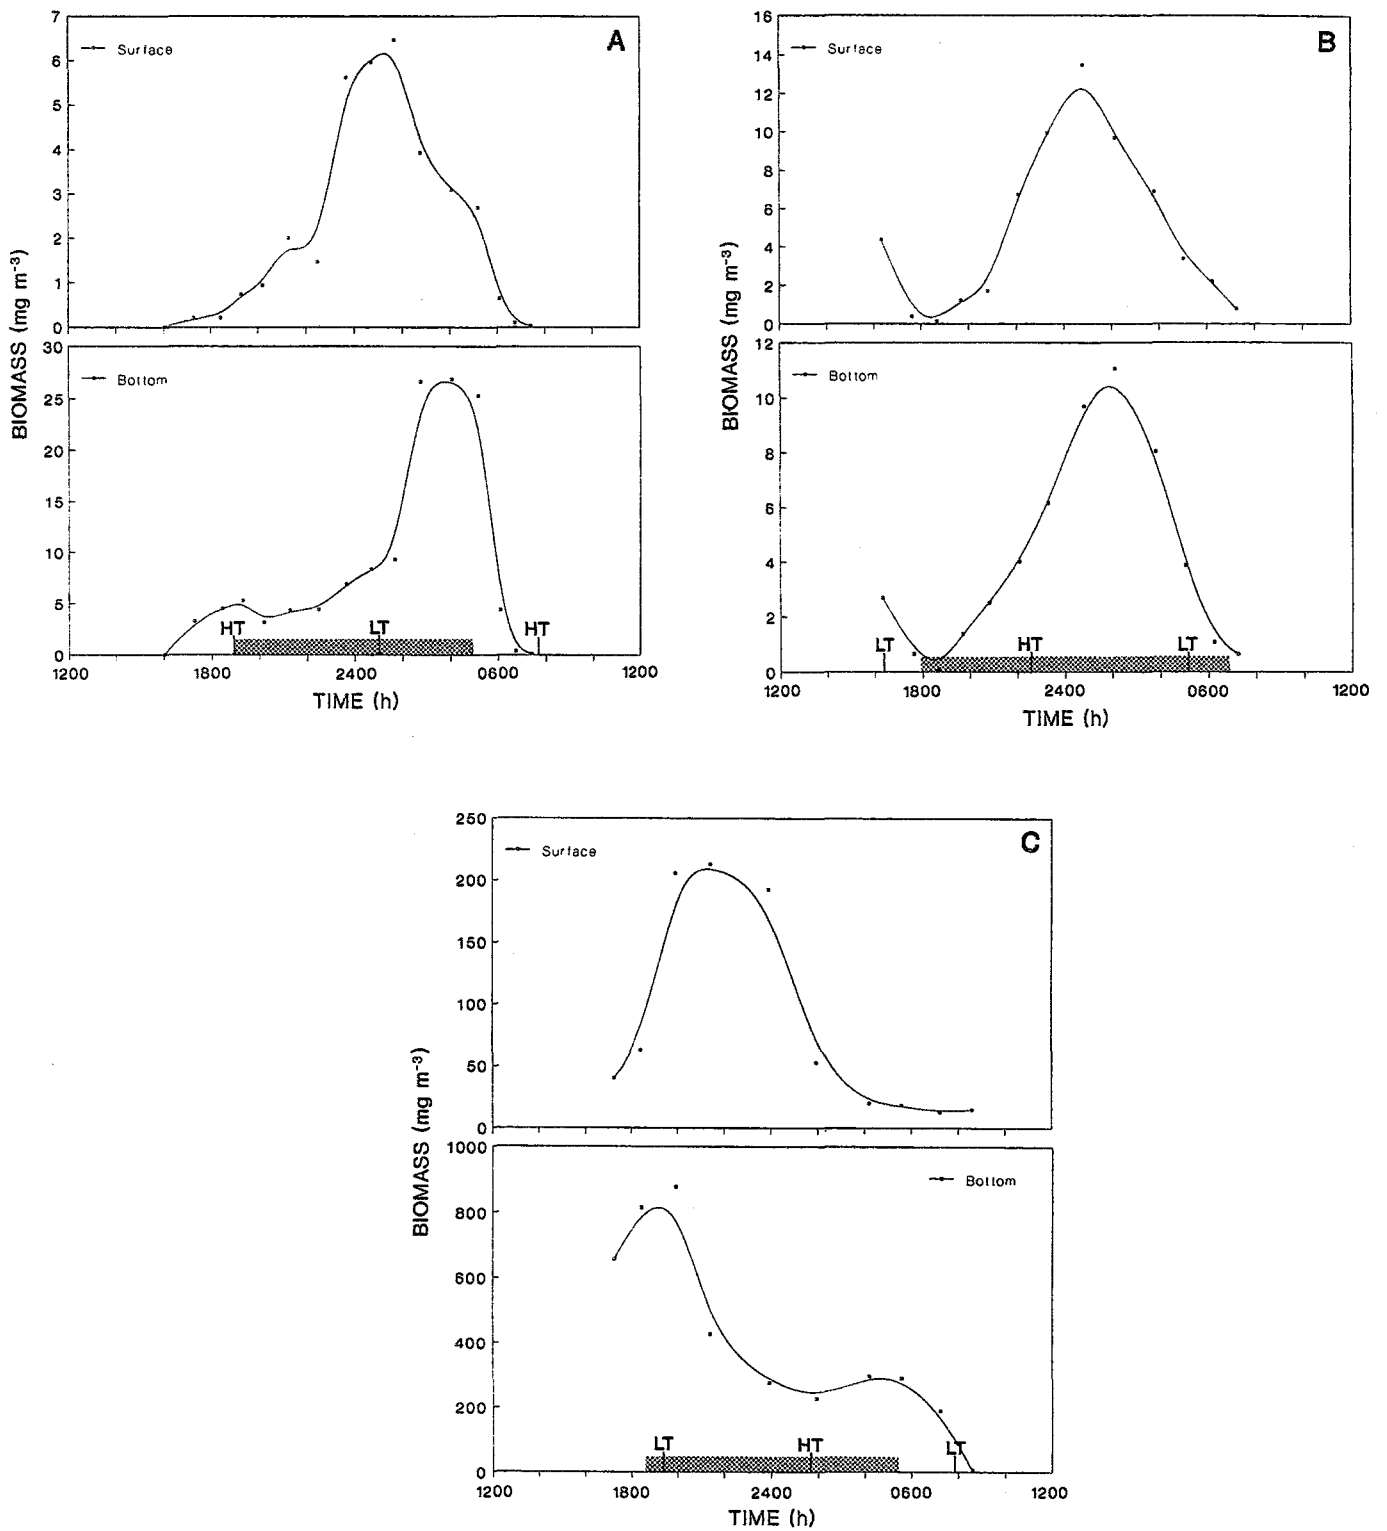 A
Surface
7
6
5
4
3
2
1
0
Bottom
30
25
20
15
10
5
0
HT LT HT
1200 1800 2400 0600 1200
TIME (h)
BIOMASS (mg m⁻³)
B
Surface
16
14
12
10
8
6
4
2
0
Bottom
12
10
8
6
4
2
0
LT HT LT
1200 1800 2400 0600 1200
TIME (h)
BIOMASS (mg m⁻³)
C
Surface
250
200
150
100
50
0
Bottom
1000
800
600
400
200
0
LT HT LT
1200 1800 2400 0600 1200
TIME (h)
BIOMASS (mg m⁻³)